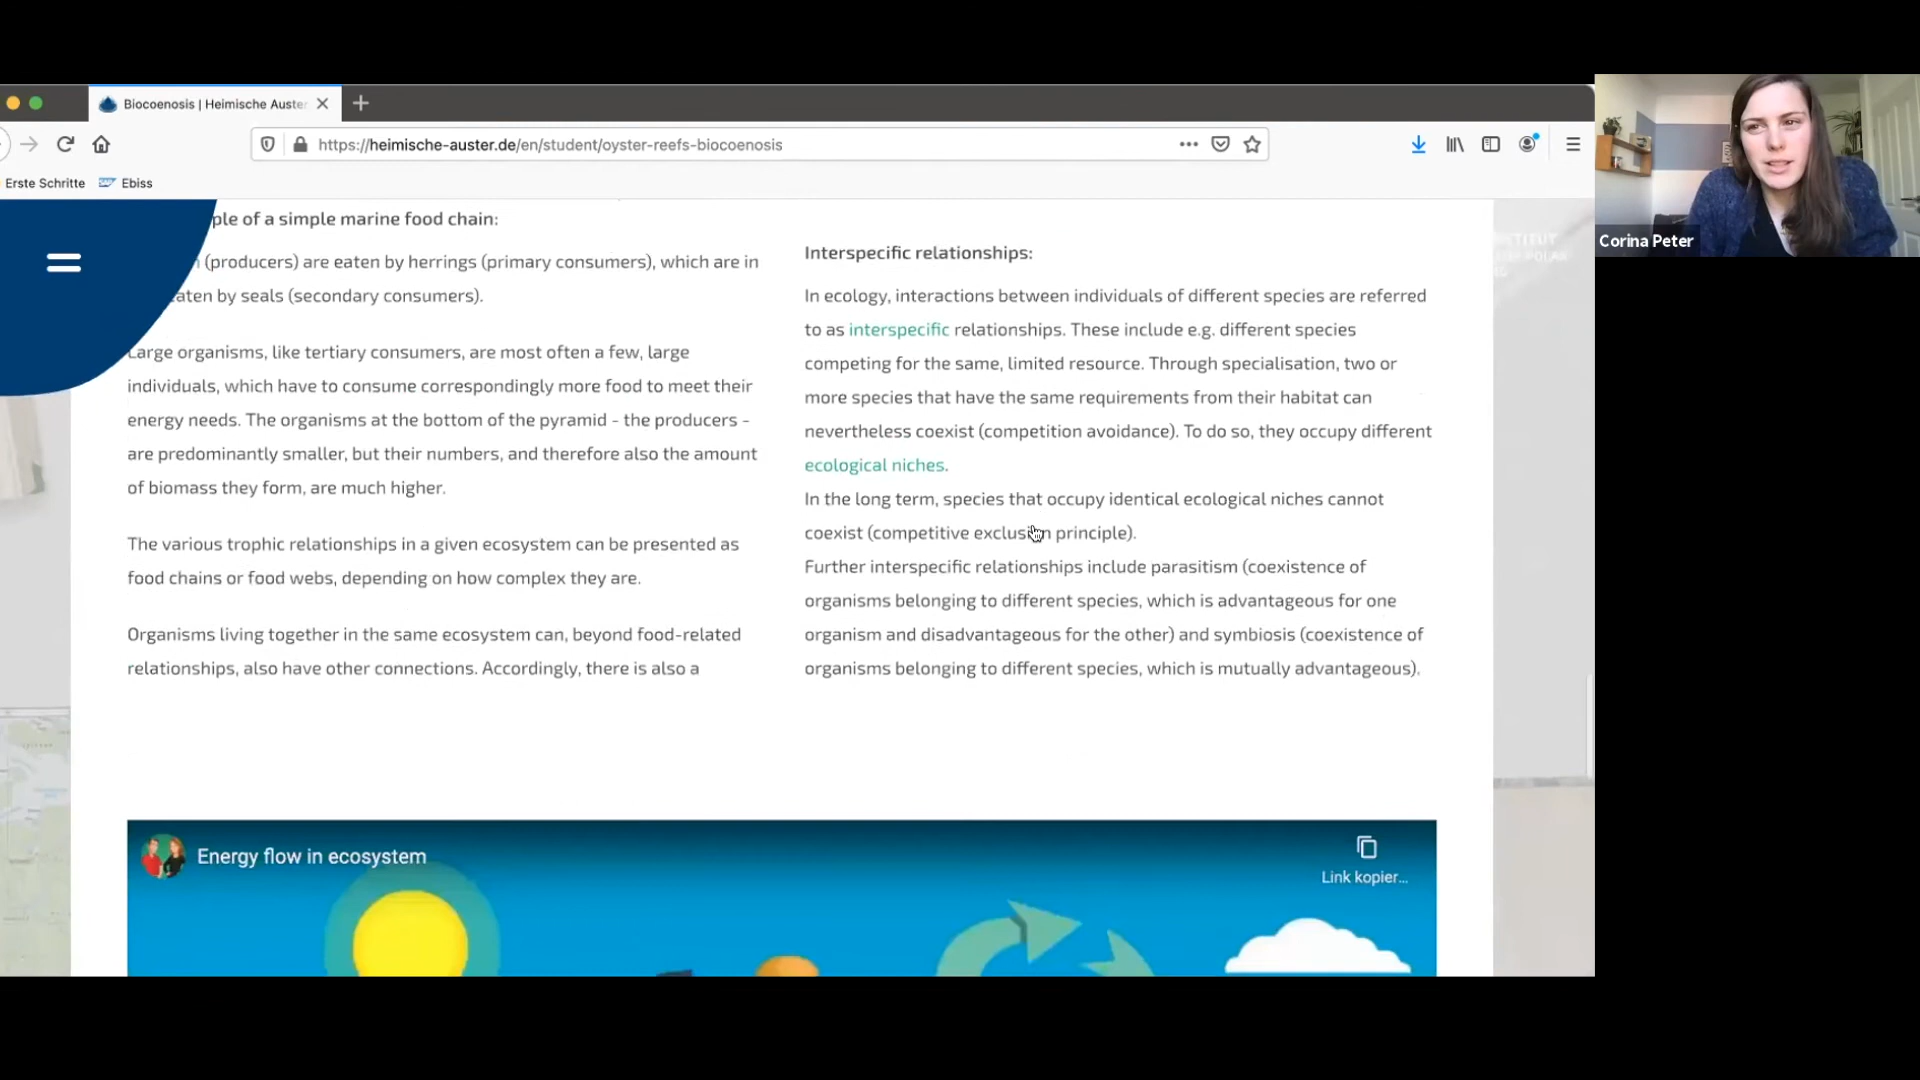 Biocoenosis | Heimische Auste
https://heimische-auster.de/en/student/oyster-reefs-biocoenosis
Erste Schritte
Ebiss
ple of a simple marine food chain:
(producers) are eaten by herrings (primary consumers), which are in
eaten by seals (secondary consumers).
Large organisms, like tertiary consumers, are most often a few, large
individuals, which have to consume correspondingly more food to meet their
energy needs. The organisms at the bottom of the pyramid - the producers -
are predominantly smaller, but their numbers, and therefore also the amount
of biomass they form, are much higher.
The various trophic relationships in a given ecosystem can be presented as
food chains or food webs, depending on how complex they are.
Organisms living together in the same ecosystem can, beyond food-related
relationships, also have other connections. Accordingly, there is also a
Interspecific relationships:
In ecology, interactions between individuals of different species are referred
to as interspecific relationships. These include e.g. different species
competing for the same, limited resource. Through specialisation, two or
more species that have the same requirements from their habitat can
nevertheless coexist (competition avoidance). To do so, they occupy different
ecological niches.
In the long term, species that occupy identical ecological niches cannot
coexist (competitive exclusion principle).
Further interspecific relationships include parasitism (coexistence of
organisms belonging to different species, which is advantageous for one
organism and disadvantageous for the other) and symbiosis (coexistence of
organisms belonging to different species, which is mutually advantageous).
Energy flow in ecosystem
Link kopier...
Corina Peter